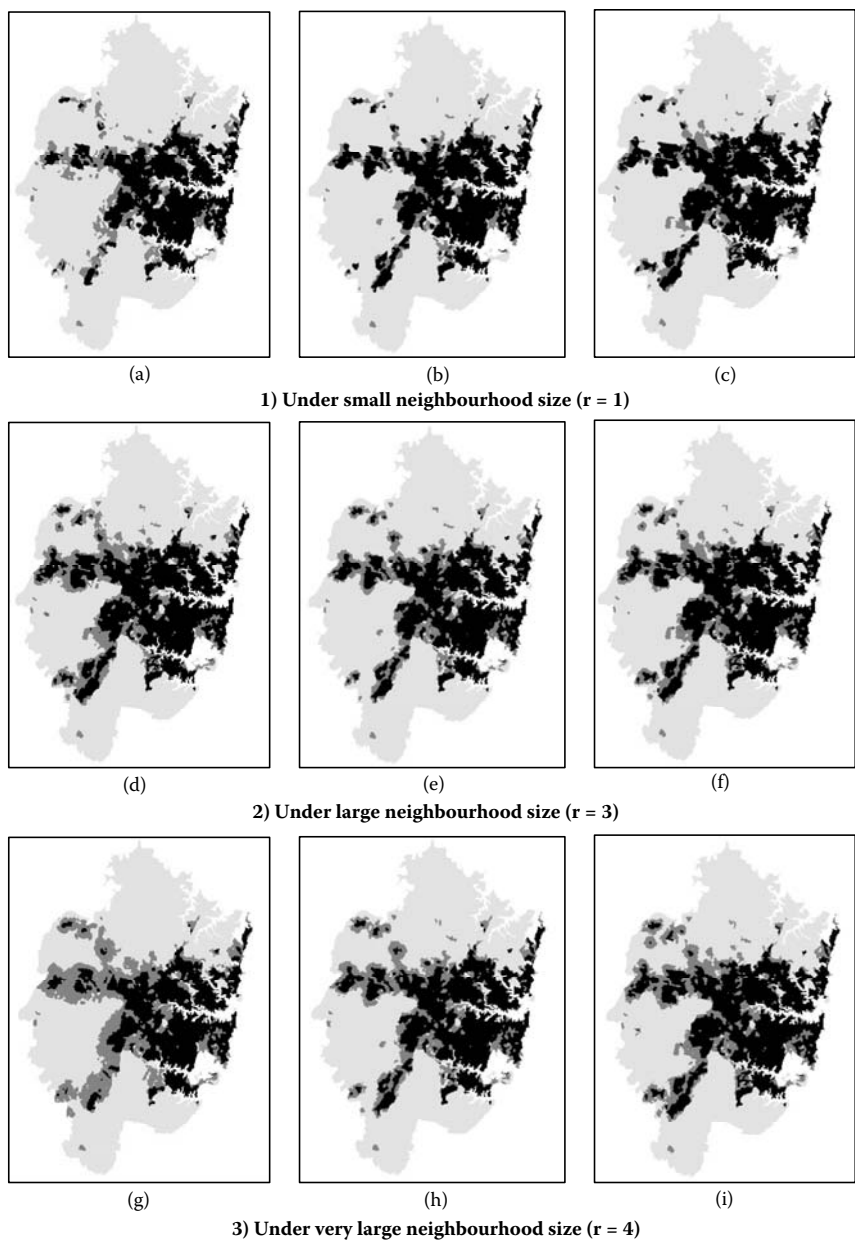 (a)
(b)
(c)
1) Under small neighbourhood size (r = 1)
(d)
(e)
(f)
2) Under large neighbourhood size (r = 3)
(g)
(h)
(i)
3) Under very large neighbourhood size (r = 4)